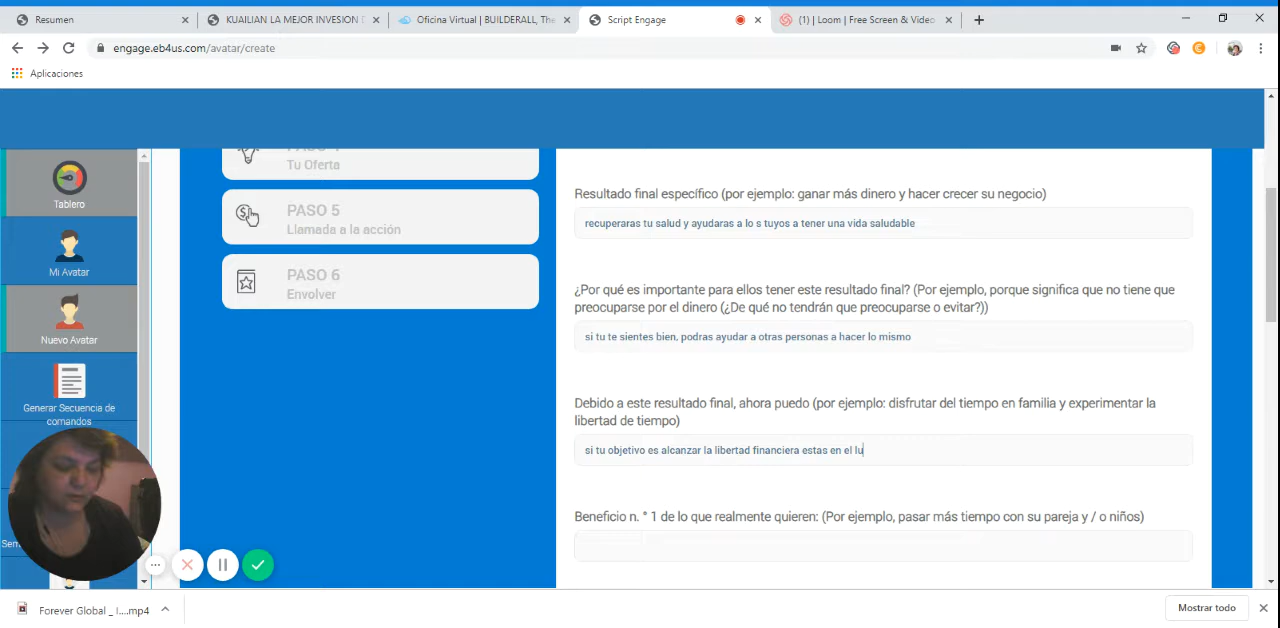 Resumen
KUAILIAN LA MEJOR INVESION D
Oficina Virtual | BUILDERALL, The
Script Engage
(1) | Loom | Free Screen & Video
engage.eb4us.com/avatar/create
Aplicaciones
Tablero
Mi Avatar
Nuevo Avatar
Generar Secuencia de
comandos
Tu Oferta
PASO 5
Llamada a la acción
PASO 6
Envolver
Resultado final específico (por ejemplo: ganar más dinero y hacer crecer su negocio)
recuperaras tu salud y ayudaras a lo s tuyos a tener una vida saludable
¿Por qué es importante para ellos tener este resultado final? (Por ejemplo, porque significa que no tiene que
preocuparse por el dinero (¿De qué no tendrán que preocuparse o evitar?))
si tu te sientes bien, podras ayudar a otras personas a hacer lo mismo
Debido a este resultado final, ahora puedo (por ejemplo: disfrutar del tiempo en familia y experimentar la
libertad de tiempo)
si tu objetivo es alcanzar la libertad financiera estas en el lu
Beneficio n. ° 1 de lo que realmente quieren: (Por ejemplo, pasar más tiempo con su pareja y / o niños)
Forever Global _ I....mp4
Mostrar todo